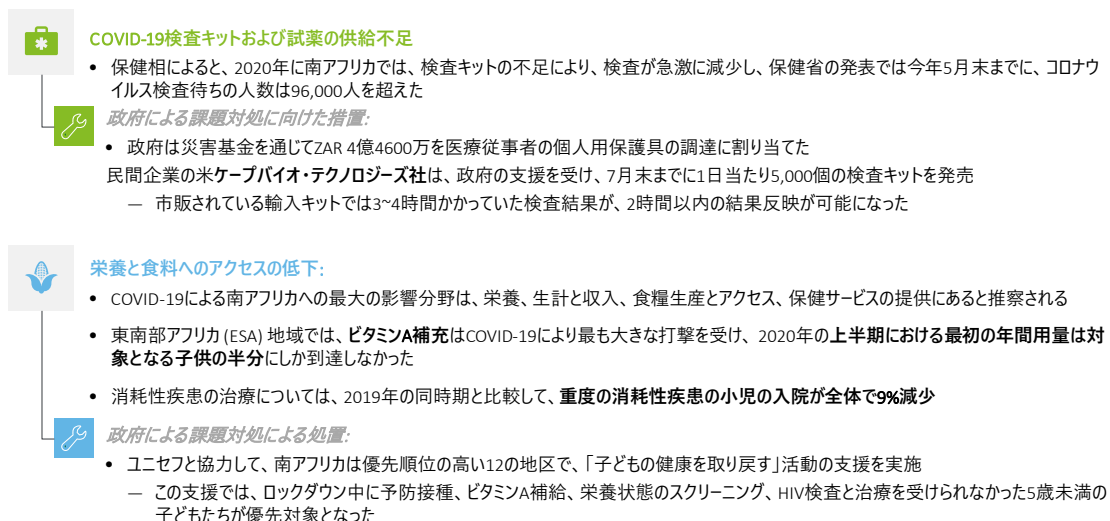 COVID-19検査キットおよび試薬の供給不足
• 保健相によると、2020年に南アフリカでは、検査キットの不足により、検査が急激に減少し、保健省の発表では今年5月末までに、コロナウ
イルス検査待ちの人数は96,000人を超えた
政府による課題対処に向けた措置:
• 政府は災害基金を通じてZAR 4億4600万を医療従事者の個人用保護具の調達に割り当てた
民間企業の米ケープバイオ・テクノロジーズ社は、政府の支援を受け、7月末までに1日当たり5,000個の検査キットを発売
— 市販されている輸入キットでは3~4時間かかっていた検査結果が、2時間以内の結果反映が可能になった
栄養と食料へのアクセスの低下:
• COVID-19による南アフリカへの最大の影響分野は、栄養、生計と収入、食糧生産とアクセス、保健サービスの提供にあると推察される
• 東南部アフリカ (ESA) 地域では、ビタミンA補充はCOVID-19により最も大きな打撃を受け、 2020年の上半期における最初の年間用量は対
象となる子供の半分にしか到達しなかった
• 消耗性疾患の治療については、2019年の同時期と比較して、重度の消耗性疾患の小児の入院が全体で9%減少
政府による課題対処による処置:
• ユニセフと協力して、南アフリカは優先順位の高い12の地区で、「子どもの健康を取り戻す」活動の支援を実施
— この支援では、ロックダウン中に予防接種、ビタミンA補給、栄養状態のスクリーニング、HIV検査と治療を受けられなかった5歳未満の
子どもたちが優先対象となった